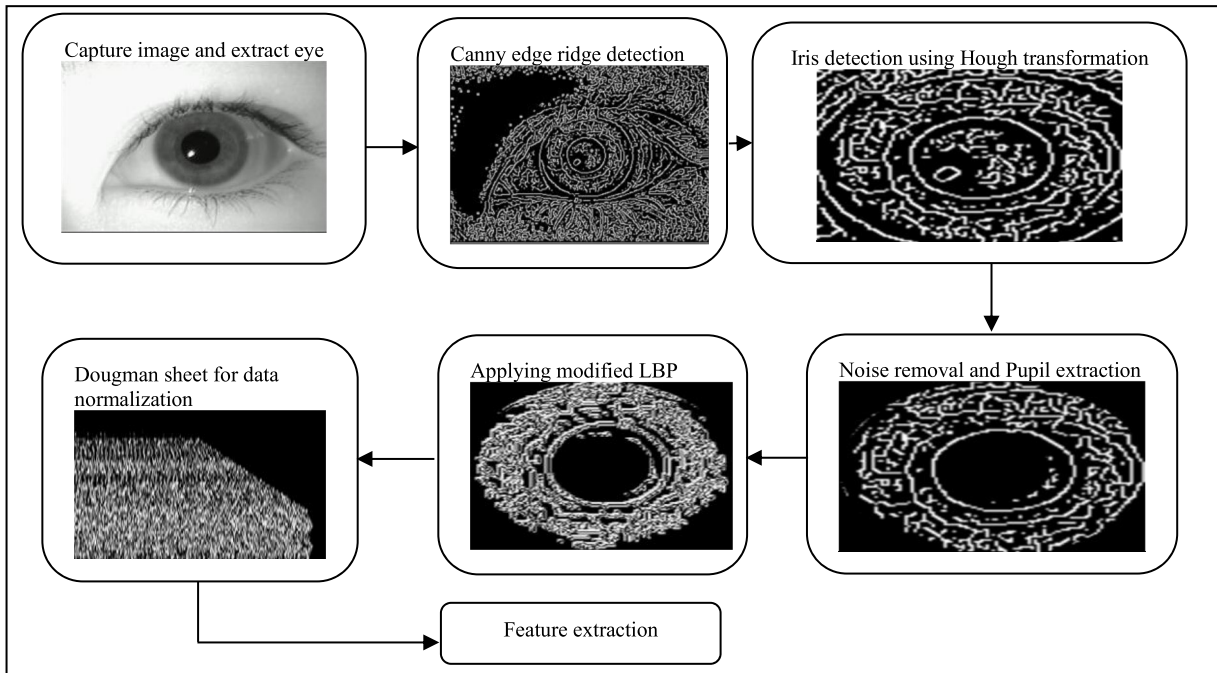 Capture image and extract eye
Canny edge ridge detection
Iris detection using Hough transformation
Noise removal and Pupil extraction
Applying modified LBP
Dougman sheet for data
normalization
Feature extraction